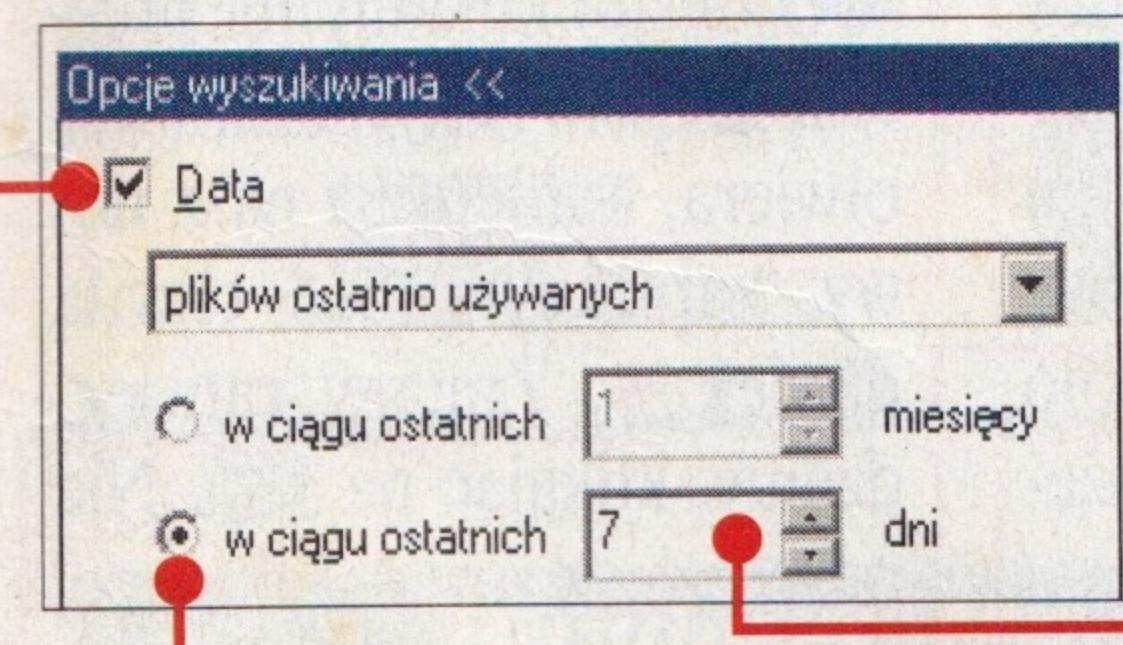 Opcje wyszukiwania <<
Data
plików ostatnio używanych
w ciągu ostatnich 1 miesięcy
w ciągu ostatnich 7 dni